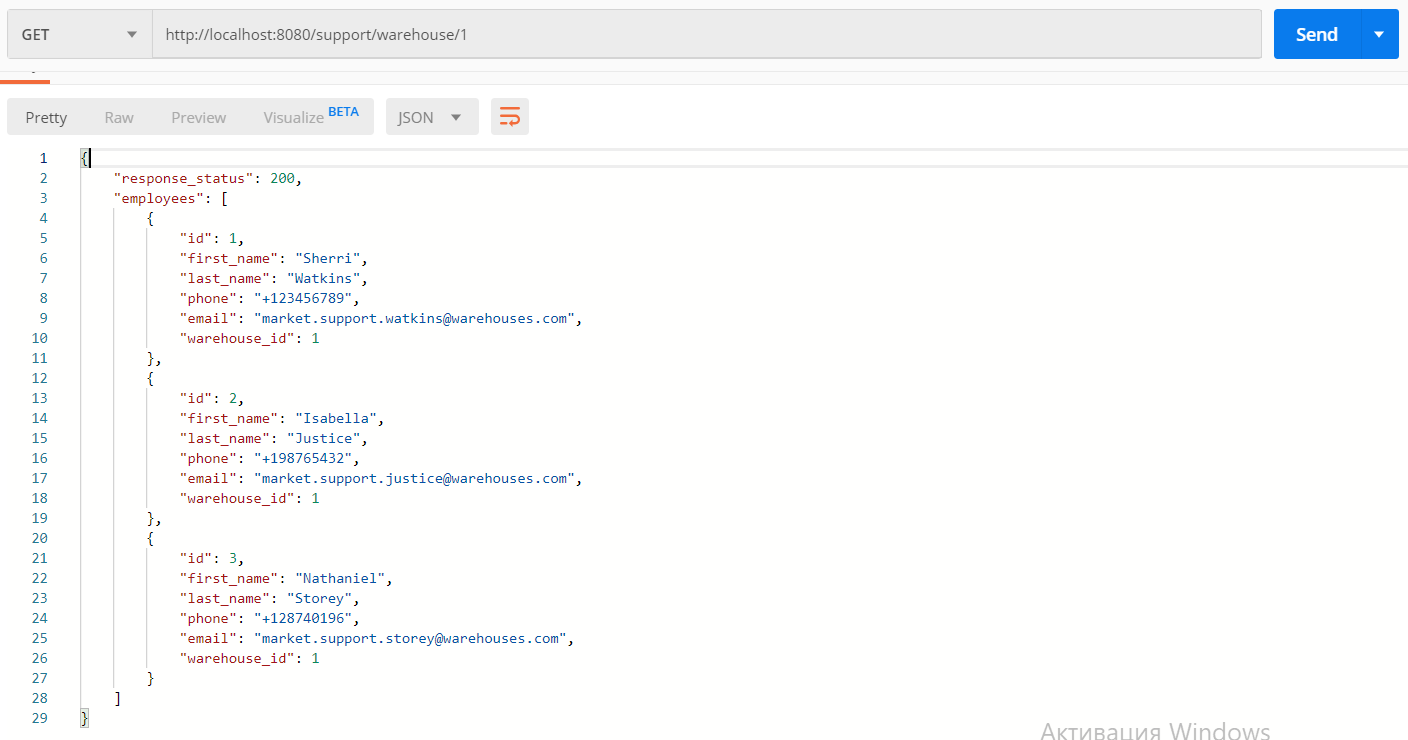 GET http://localhost:8080/support/warehouse/1 Send
Pretty Raw Preview Visualize BETA JSON
1 {
2 "response_status": 200,
3 "employees": [
4 {
5 "id": 1,
6 "first_name": "Sherri",
7 "last_name": "Watkins",
8 "phone": "+123456789",
9 "email": "market.support.watkins@warehouses.com",
10 "warehouse_id": 1
11 },
12 {
13 "id": 2,
14 "first_name": "Isabella",
15 "last_name": "Justice",
16 "phone": "+198765432",
17 "email": "market.support.justice@warehouses.com",
18 "warehouse_id": 1
19 },
20 {
21 "id": 3,
22 "first_name": "Nathaniel",
23 "last_name": "Storey",
24 "phone": "+128740196",
25 "email": "market.support.storey@warehouses.com",
26 "warehouse_id": 1
27 }
28 ]
29 }
Активация Windows